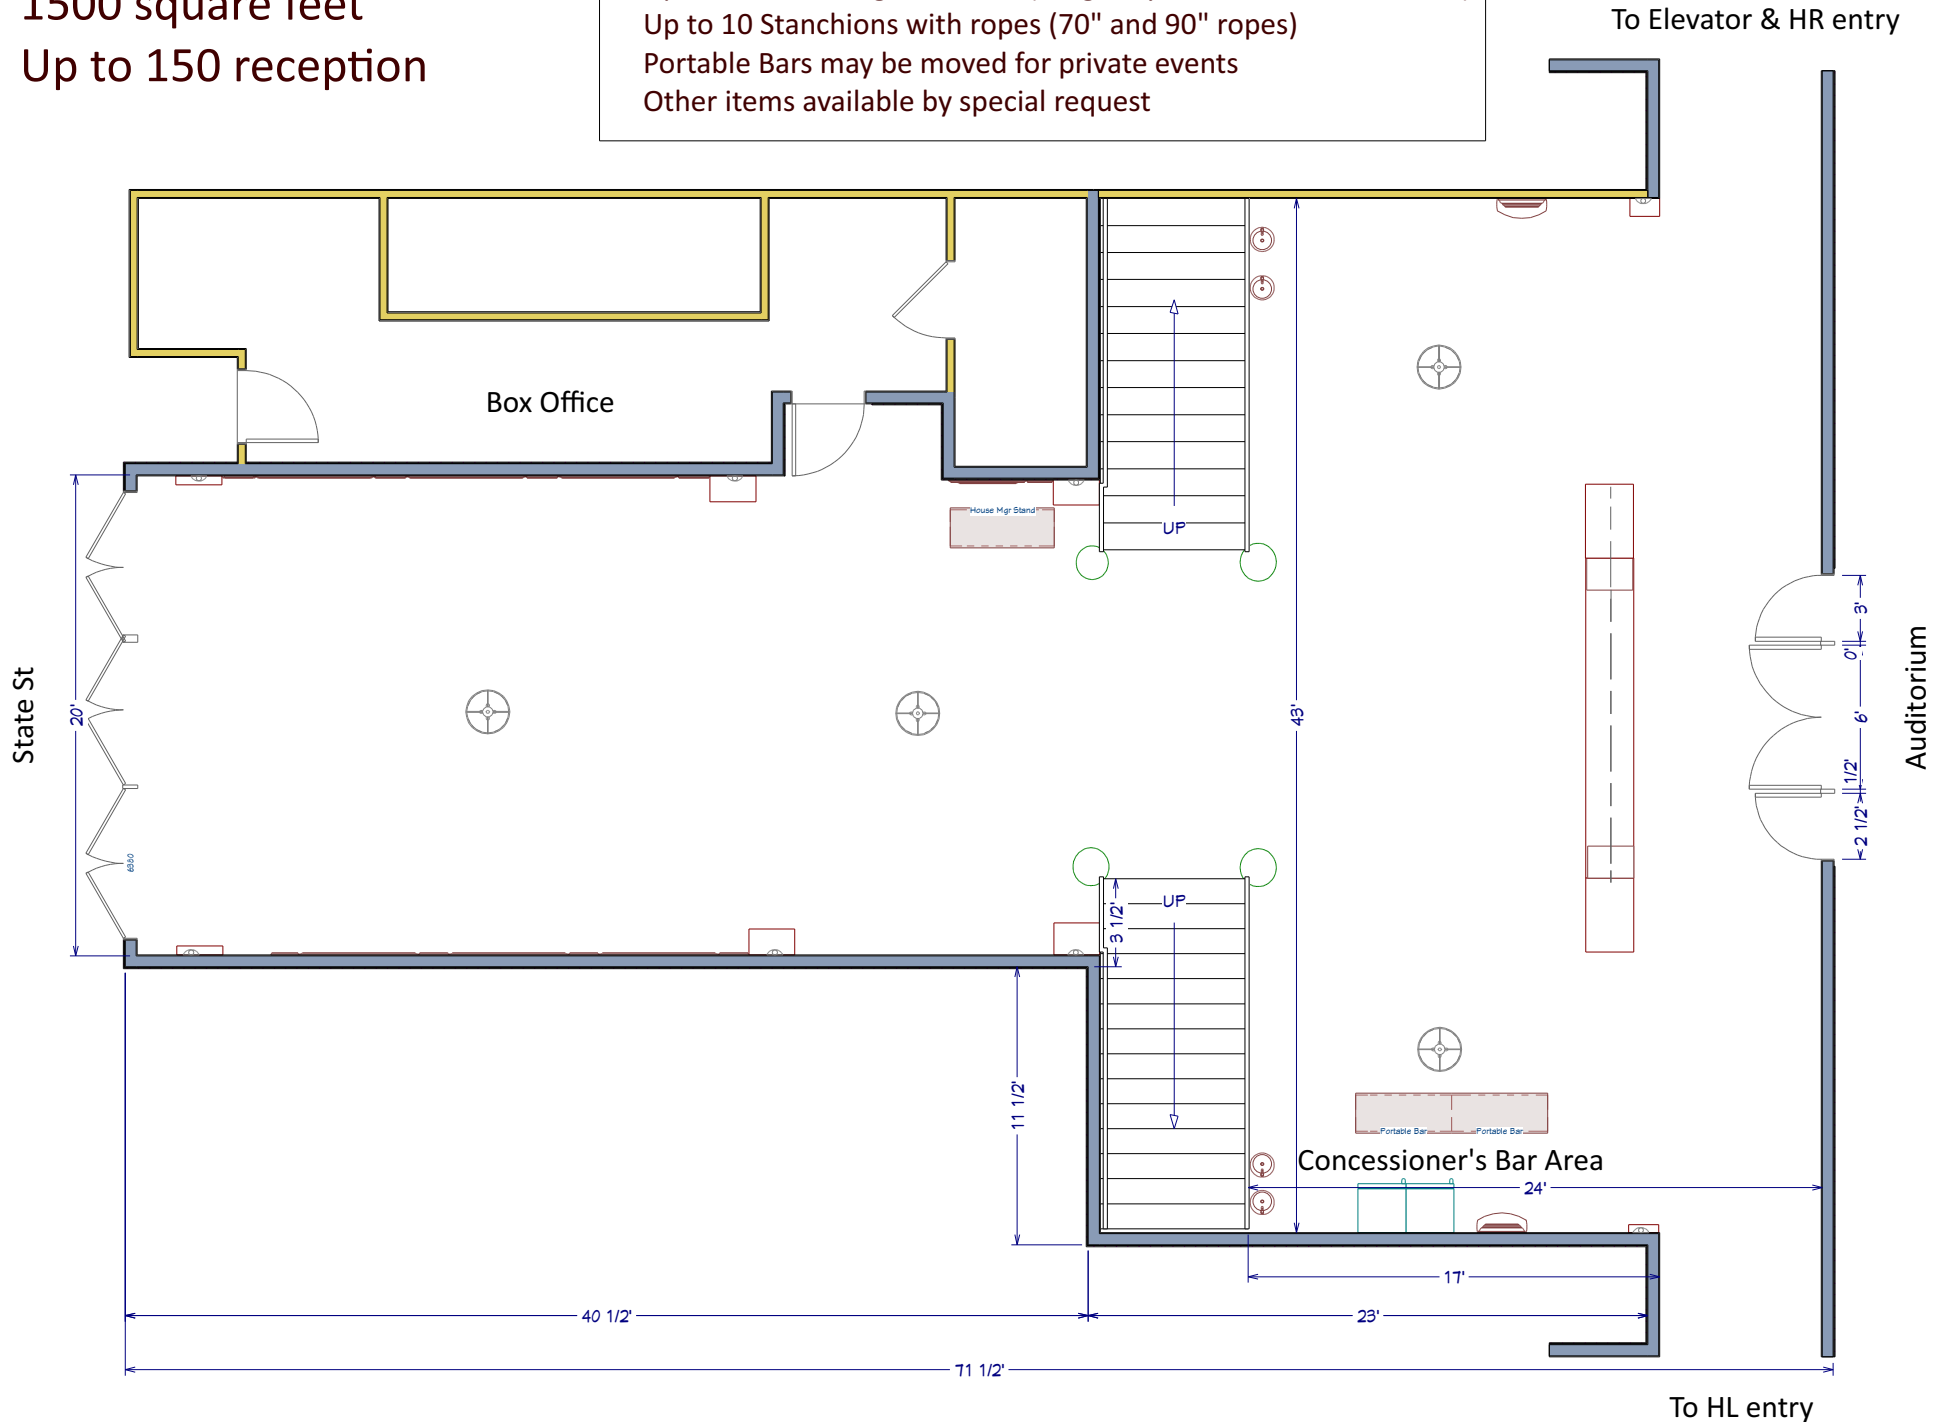 1500 square feet
Up to 150 reception
Up to 10 Stanchions with ropes (70" and 90" ropes)
Portable Bars may be moved for private events
Other items available by special request
To Elevator & HR entry
Box Office
House Mgr Stand
UP
State St
20'
43'
3'
0'
6'
1/2'
2 1/2'
Auditorium
6880
UP
3 1/2'
11 1/2'
Portable Bar
Portable Bar
Concessioner's Bar Area
24'
17'
40 1/2'
23'
71 1/2'
To HL entry